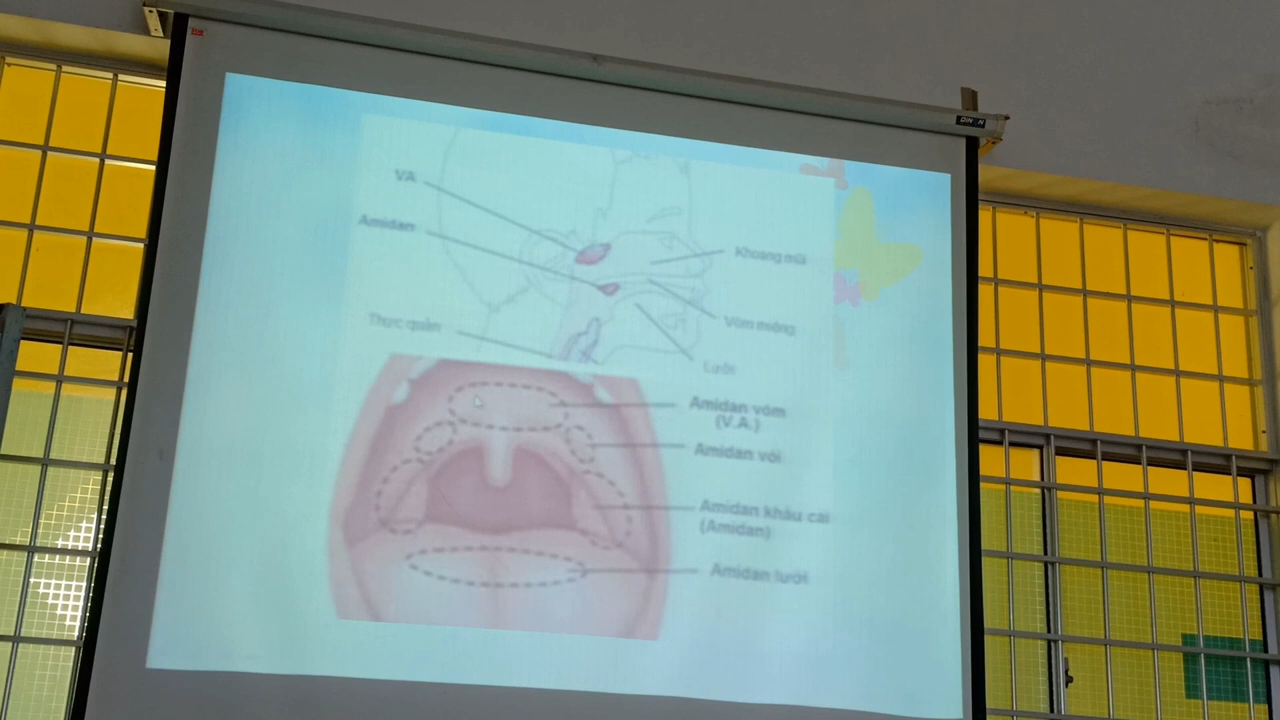 VA
Amidan
Khoang mũi
Thực quản
Vòm miệng
Lưỡi
Amidan vòm
(V.A.)
Amidan vòi
Amidan khẩu cái
(Amidan)
Amidan lưỡi